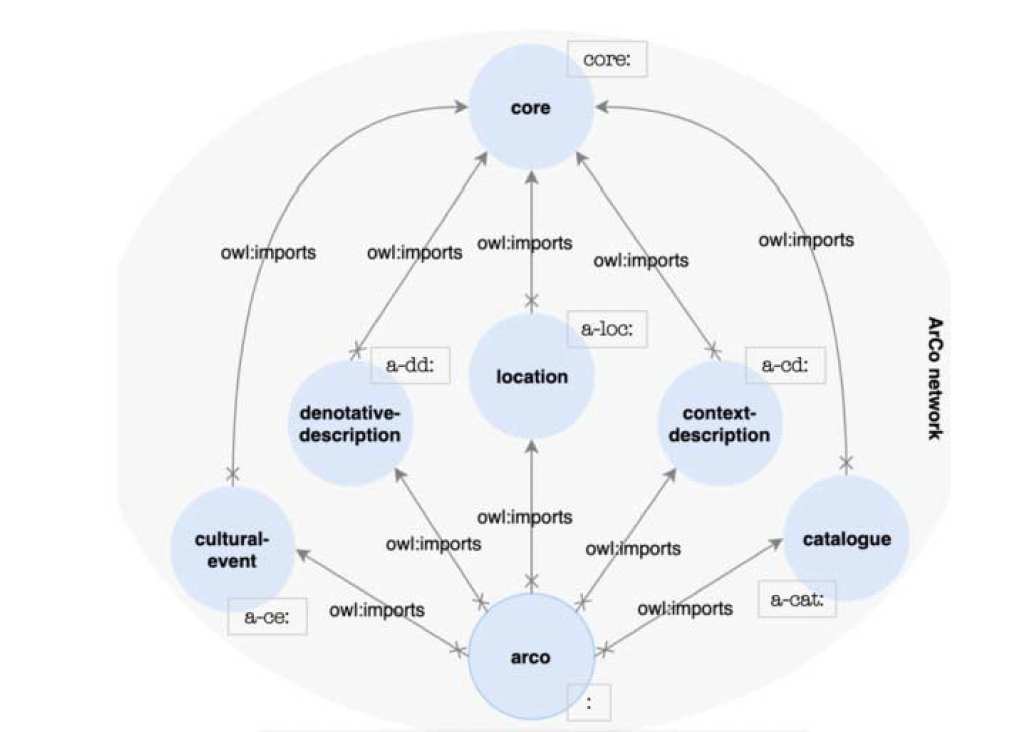 core:
core
owl:imports
owl:imports
owl:imports
owl:imports
owl:imports
a-loc:
a-dd:
location
a-cd:
ArCo network
denotative-
description
context-
description
owl:imports
cultural-
event
owl:imports
owl:imports
catalogue
a-ce:
owl:imports
owl:imports
a-cat:
arco
: